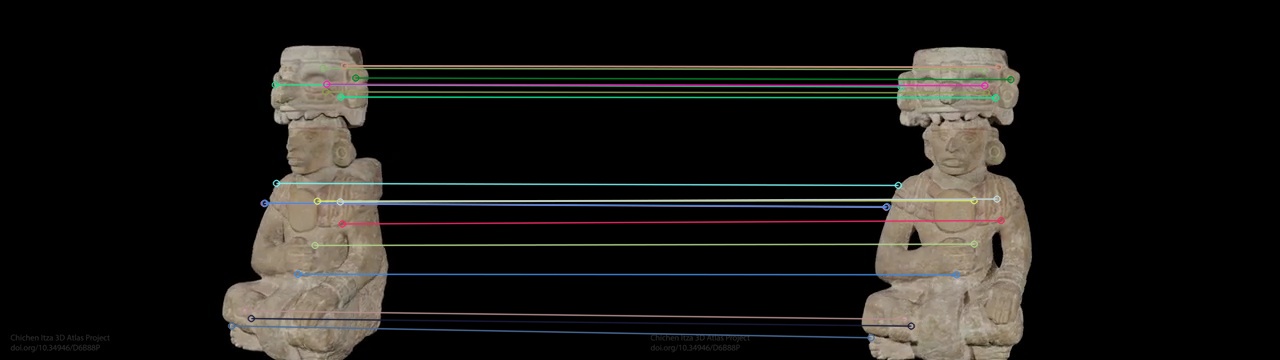 Chichen Itza 3D Atlas Project
doi.org/10.34946/D6B88P
Chichen Itza 3D Atlas Project
doi.org/10.34946/D6B88P